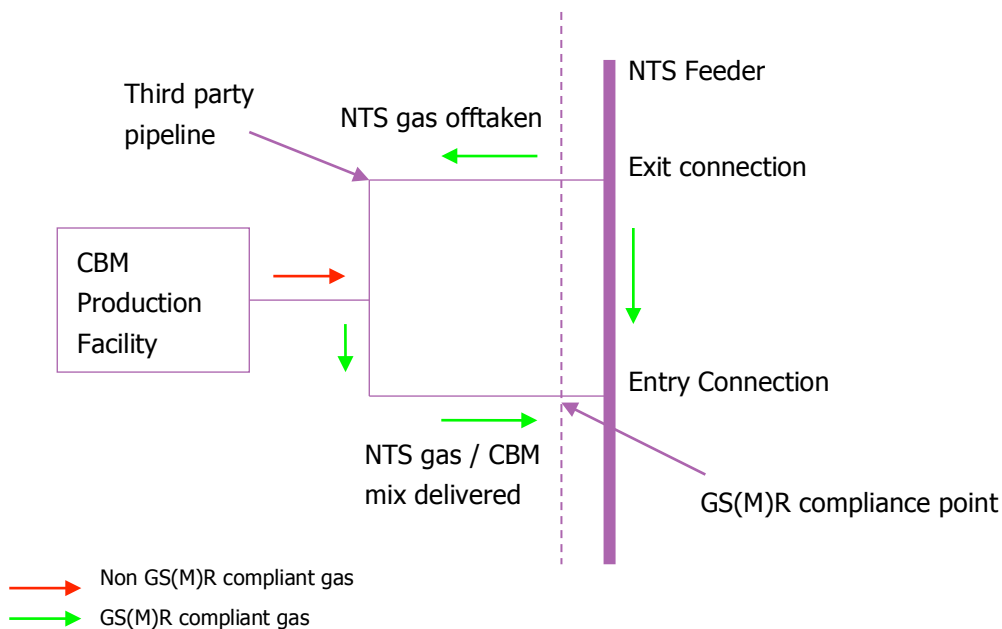 NTS Feeder
Third party
pipeline
NTS gas offtaken
Exit connection
CBM
Production
Facility
Entry Connection
NTS gas / CBM
mix delivered
GS(M)R compliance point
Non GS(M)R compliant gas
GS(M)R compliant gas